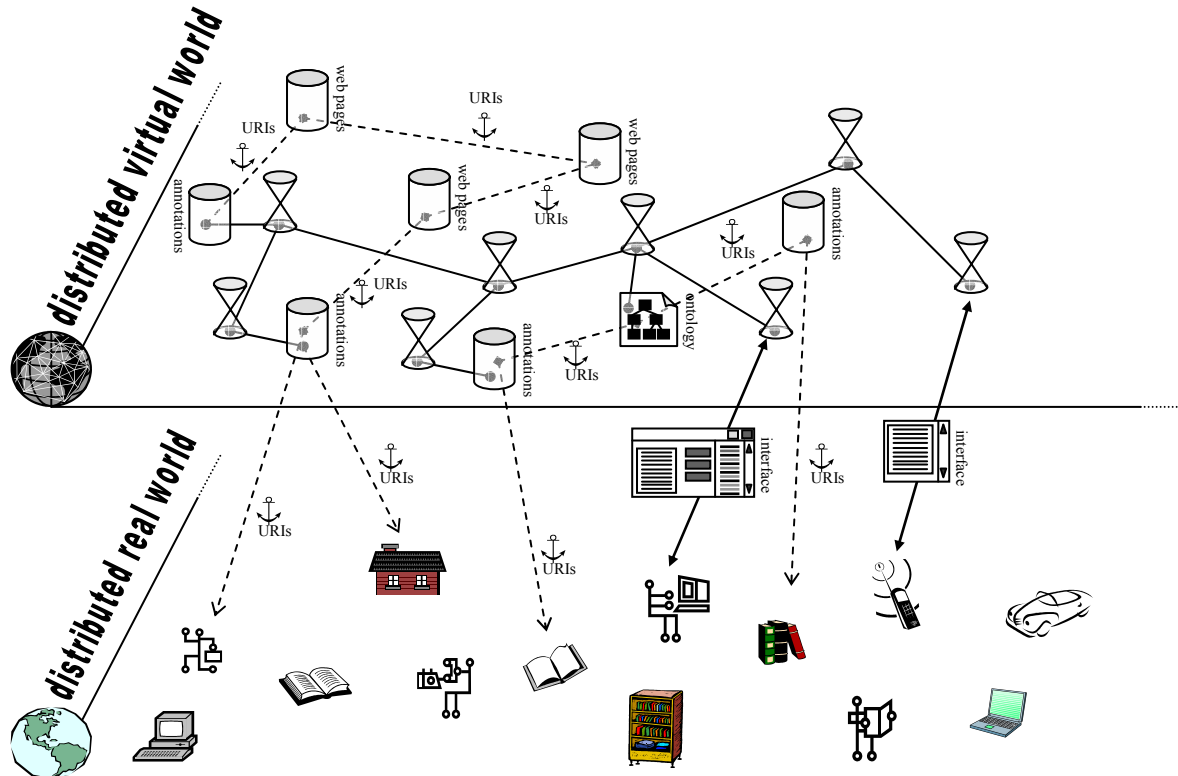 distributed virtual world
web pages
URIs
URIs
web pages
annotations
web pages
URIs
annotations
URIs
URIs
annotations
ontology
URIs
annotations
distributed real world
URIs
interface
URIs
interface
URIs
URIs